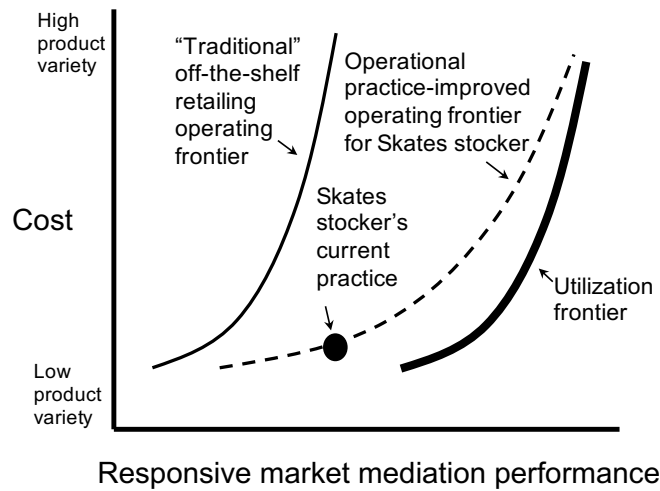 High
product
variety
“Traditional”
off-the-shelf
retailing
operating
frontier
Operational
practice-improved
operating frontier
for Skates stocker
Skates
stocker’s
current
practice
Cost
Utilization
frontier
Low
product
variety
Responsive market mediation performance